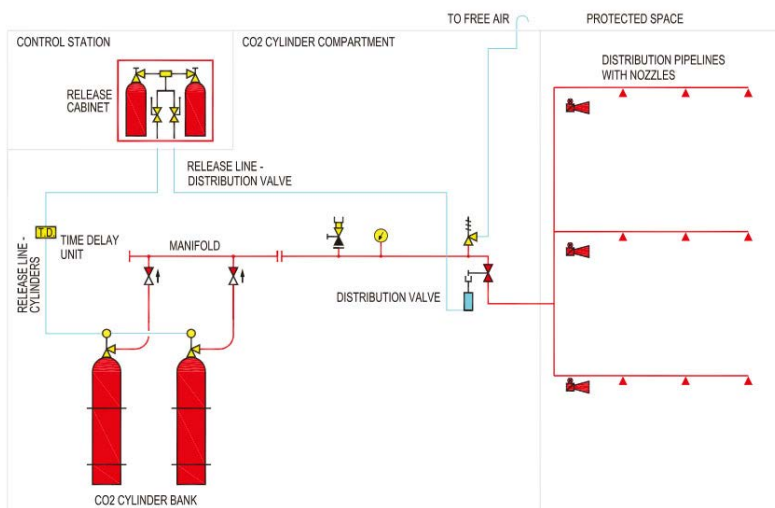 TO FREE AIR
PROTECTED SPACE
CONTROL STATION
CO2 CYLINDER COMPARTMENT
DISTRIBUTION PIPELINES
WITH NOZZLES
RELEASE
CABINET
RELEASE LINE -
DISTRIBUTION VALVE
T.D.
TIME DELAY
UNIT
MANIFOLD
RELEASE LINE -
CYLINDERS
DISTRIBUTION VALVE
CO2 CYLINDER BANK